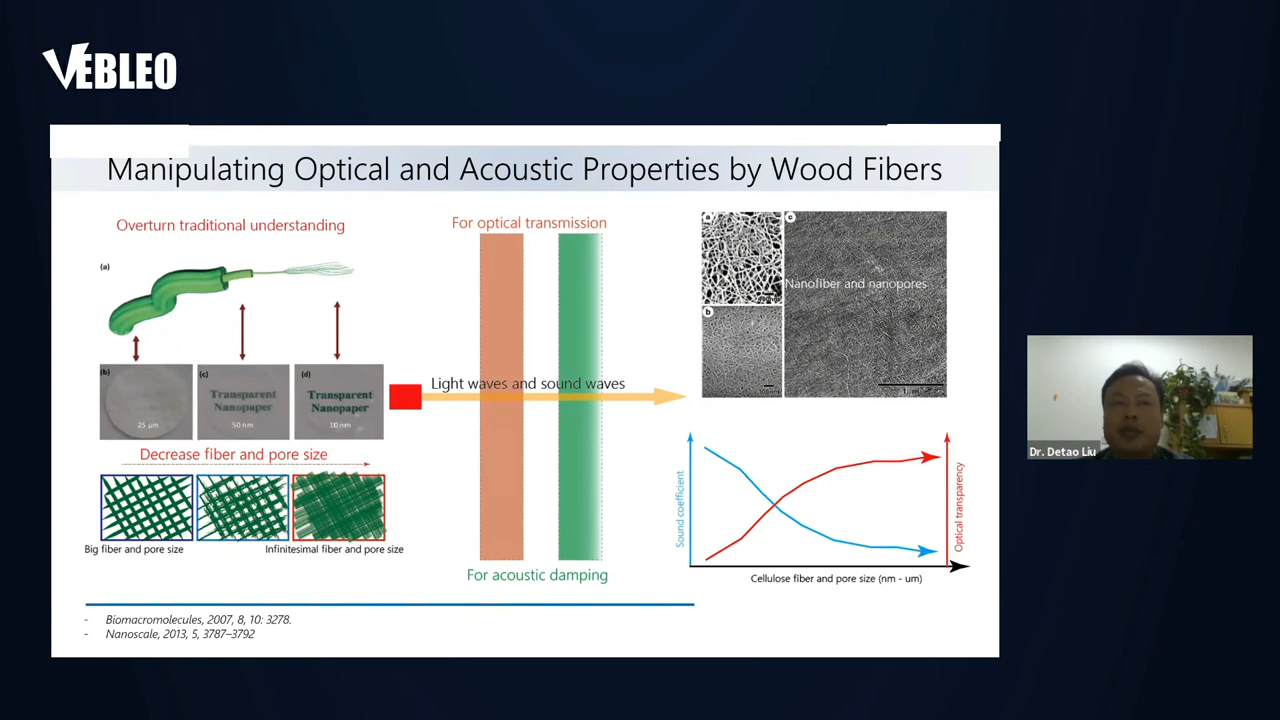 VEBLEO
Manipulating Optical and Acoustic Properties by Wood Fibers
Overturn traditional understanding
(a)
(b)
25 μm
(c)
Transparent
Nanopaper
50 nm
(d)
Transparent
Nanopaper
10 nm
Decrease fiber and pore size
Big fiber and pore size
Infinitesimal fiber and pore size
For optical transmission
Light waves and sound waves
For acoustic damping
a
b
c
Nanofiber and nanopores
Sound coefficient
Optical transparency
Cellulose fiber and pore size (nm - um)
- Biomacromolecules, 2007, 8, 10: 3278.
- Nanoscale, 2013, 5, 3787–3792
Dr. Detao Liu